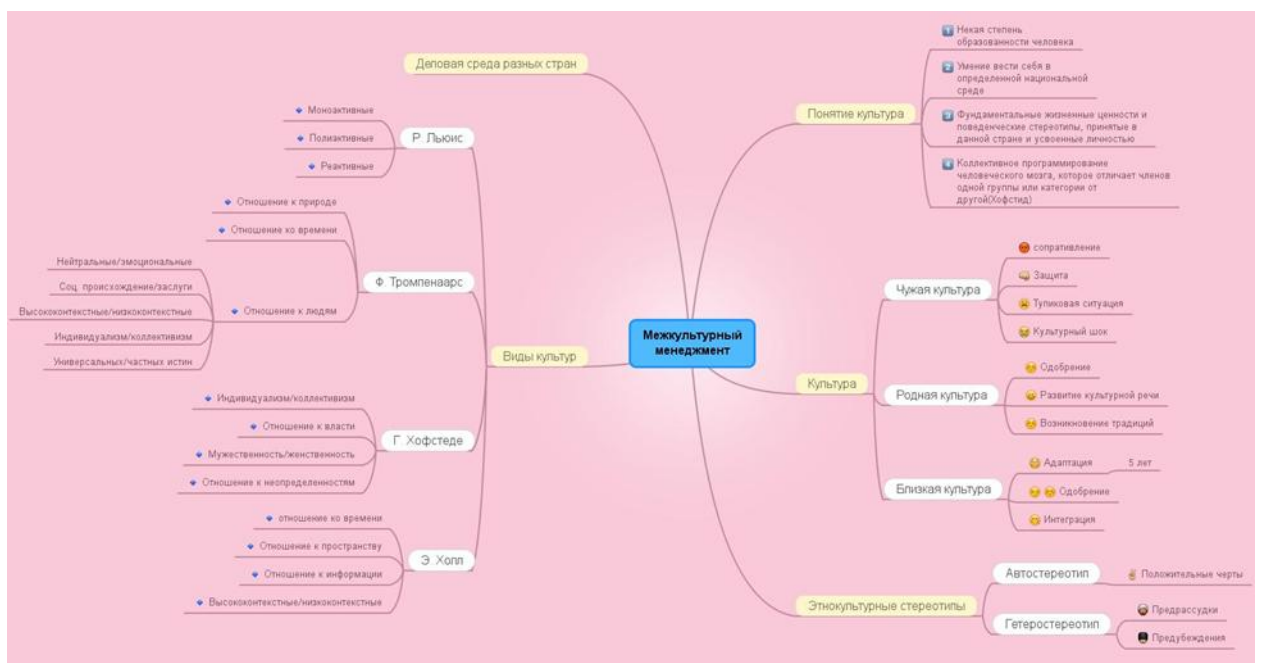 Межкультурный
менеджмент
Деловая среда разных стран
Виды культур
Р. Льюис
Моноактивные
Полиактивные
Реактивные
Ф. Тромпенаарс
Отношение к природе
Отношение ко времени
Отношение к людям
Нейтральные/эмоциональные
Соц. происхождение/заслуги
Высококонтекстные/низкоконтекстные
Индивидуализм/коллективизм
Универсальных/частных истин
Г. Хофстеде
Индивидуализм/коллективизм
Отношение к власти
Мужественность/женственность
Отношение к неопределенностям
Э. Холл
отношение ко времени
Отношение к пространству
Отношение к информации
Высококонтекстные/низкоконтекстные
Понятие культура
1 Некая степень
образованности человека
2 Умение вести себя в
определенной национальной
среде
3 Фундаментальные жизненные ценности и
поведенческие стереотипы, принятые в
данной стране и усвоенные личностью
4 Коллективное программирование
человеческого мозга, которое отличает членов
одной группы или категории от
другой(Хофстид)
Культура
Чужая культура
сопративление
Защита
Тупиковая ситуация
Культурный шок
Родная культура
Одобрение
Развитие культурной речи
Возникновение традиций
Близкая культура
Адаптация
5 лет
Одобрение
Интеграция
Этнокультурные стереотипы
Автостереотип
Положительные черты
Гетеростереотип
Предрассудки
Предубеждения